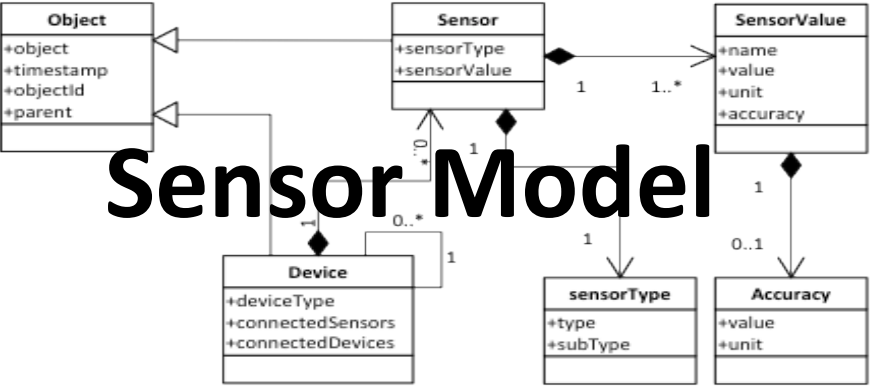 Object
+object
+timestamp
+objectId
+parent
Sensor
+sensorType
+sensorValue
SensorValue
+name
+value
+unit
+accuracy
1
1..*
0..*
1
1
1
1
0..1
Sensor Model
0..*
1
Device
+deviceType
+connectedSensors
+connectedDevices
sensorType
+type
+subType
Accuracy
+value
+unit